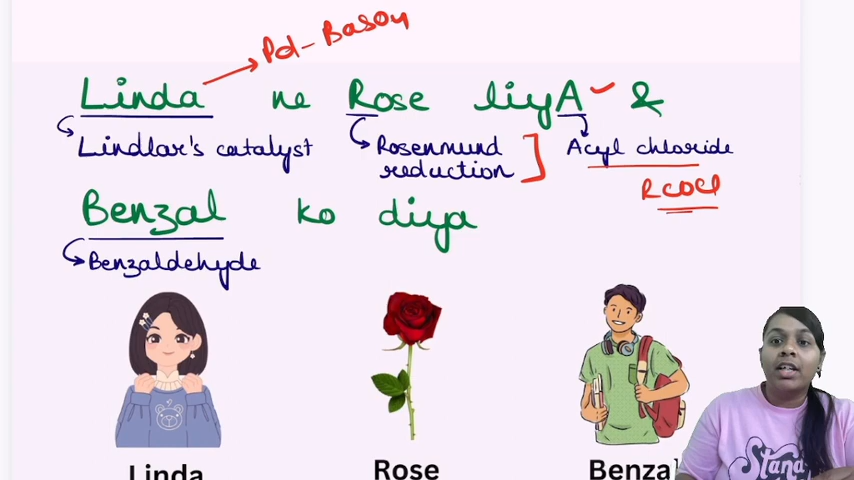 Pd-BaSO4
Linda ne Rose liyA &
Lindlar's catalyst Rosenmund reduction Acyl chloride
RCOCl
Benzal ko diya
Benzaldehyde
Linda Rose Benzal
Stand